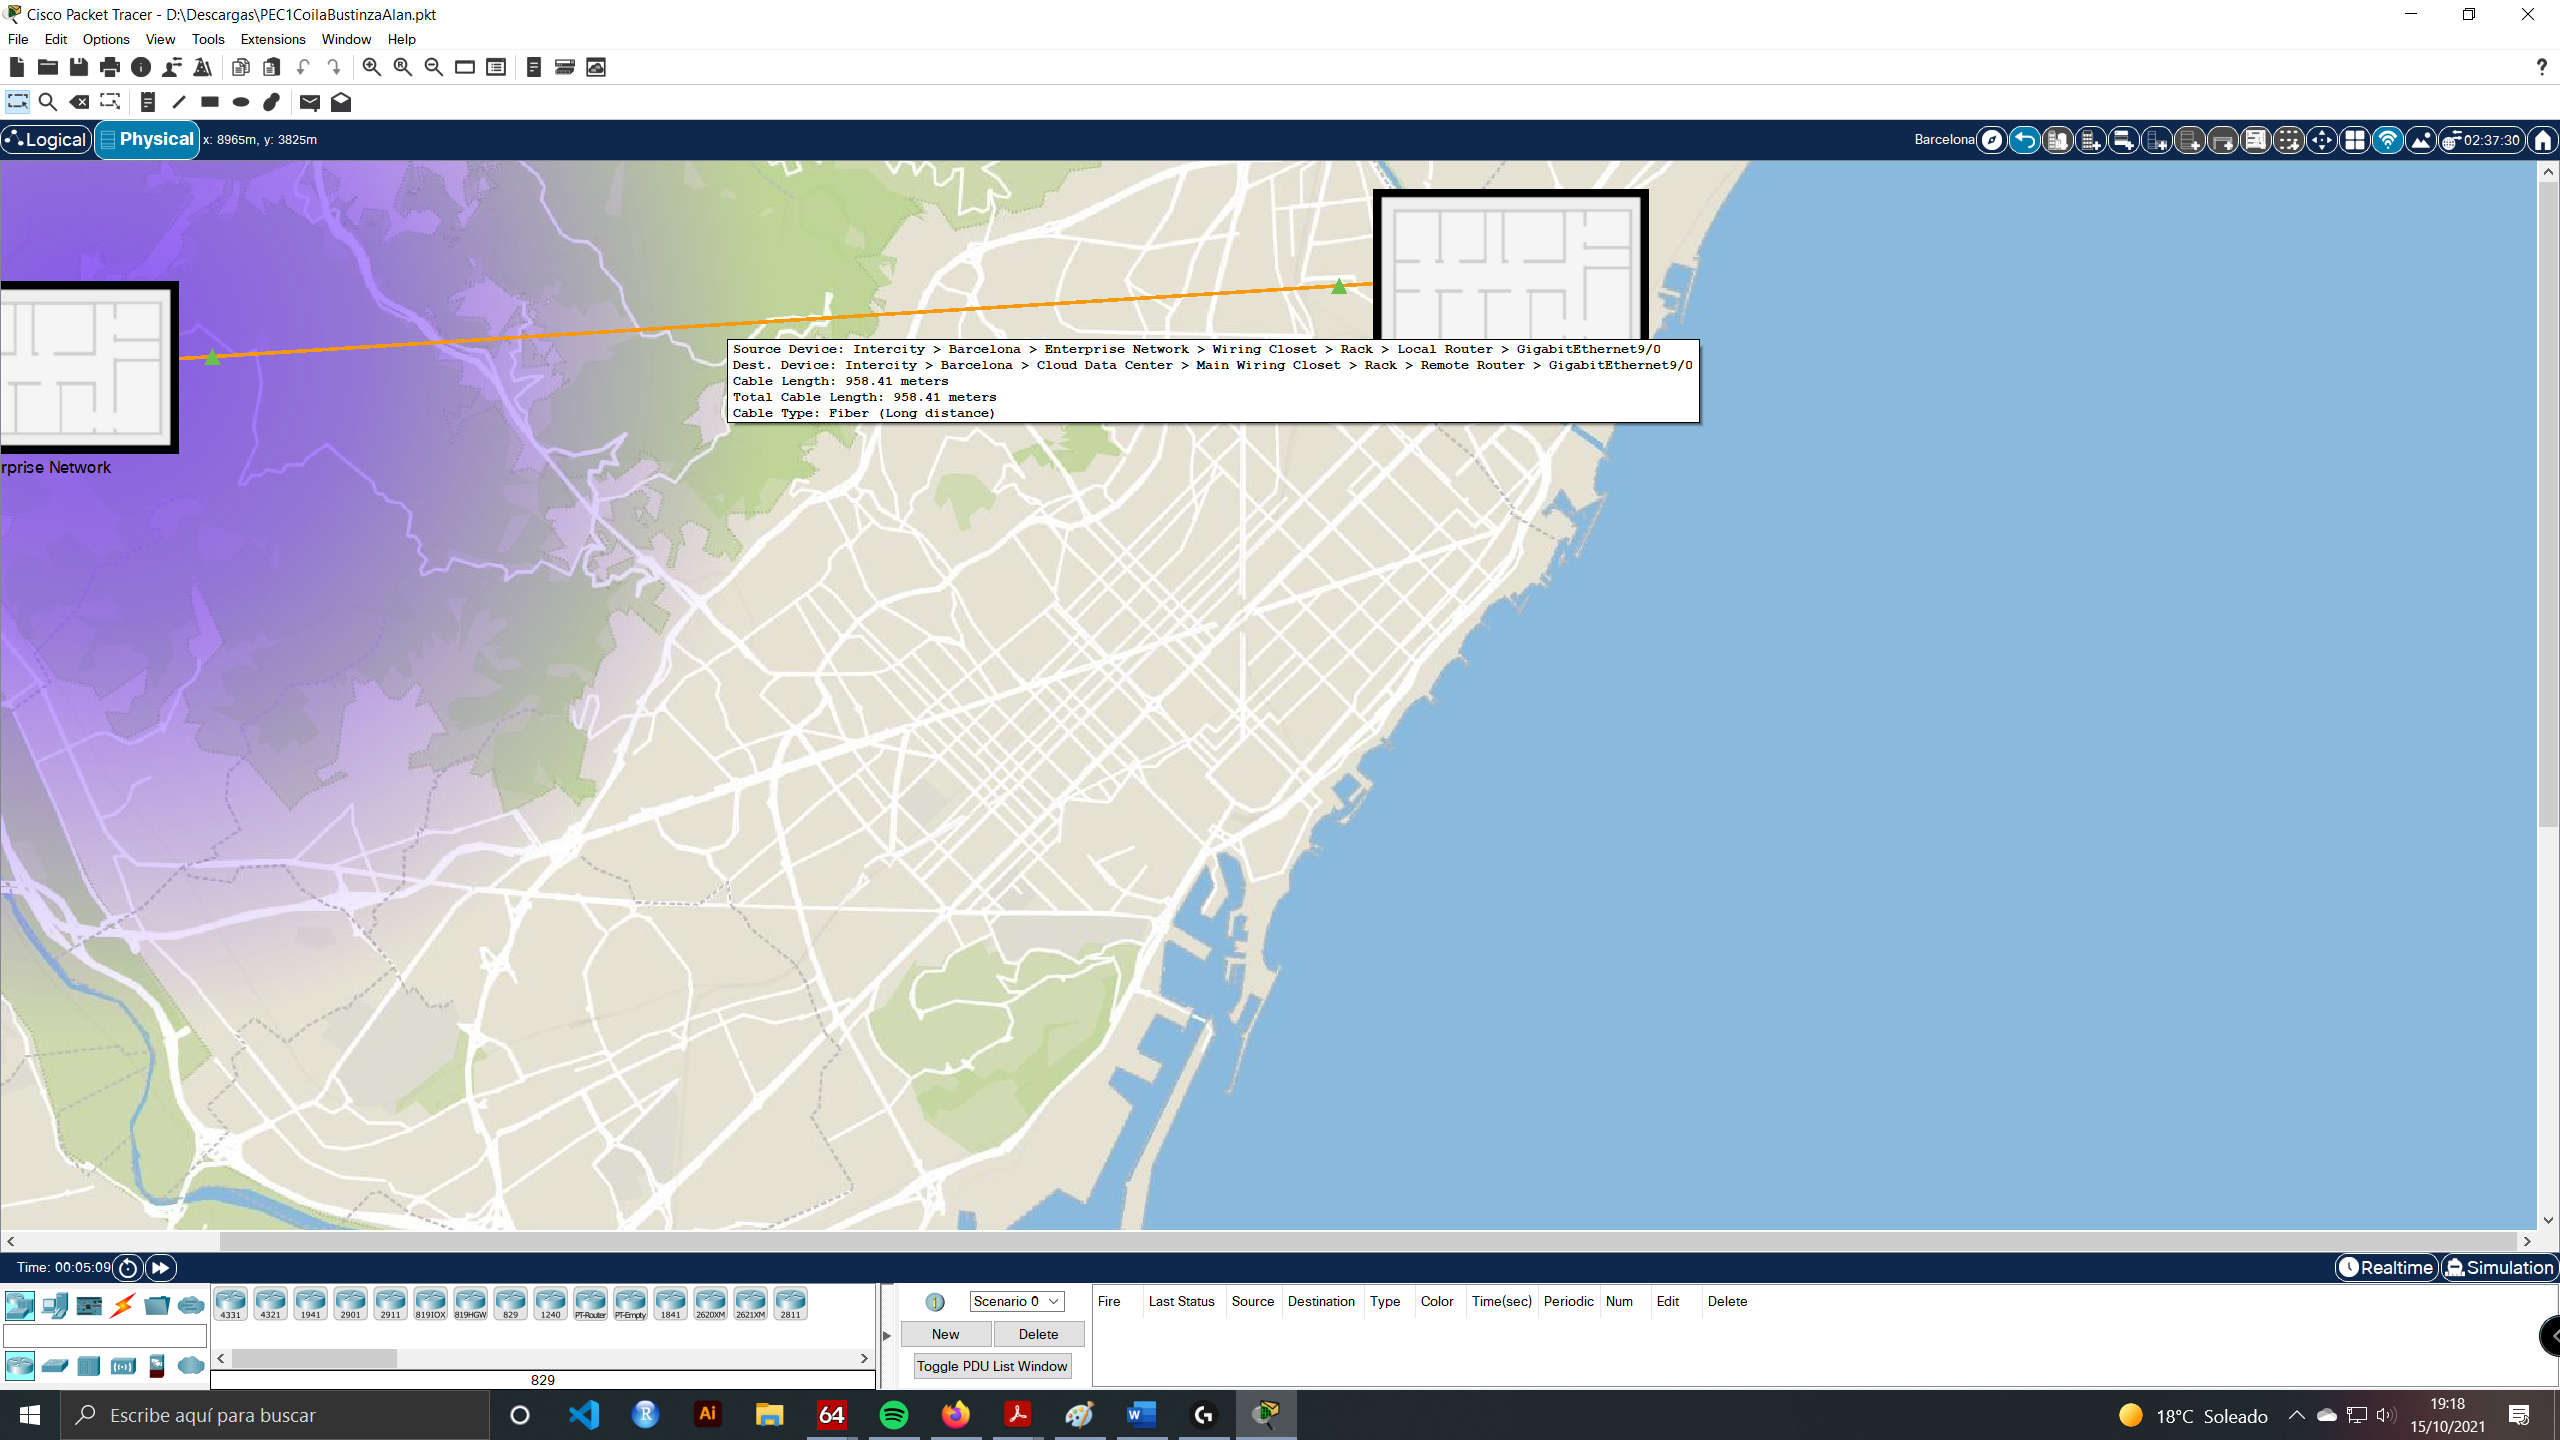 Cisco Packet Tracer - D:\Descargas\PEC1CoilaBustinzaAlan.pkt
File Edit Options View Tools Extensions Window Help
?
Logical Physical x: 8965m, y: 3825m Barcelona 02:37:30
Source Device: Intercity > Barcelona > Enterprise Network > Wiring Closet > Rack > Local Router > GigabitEthernet9/0
Dest. Device: Intercity > Barcelona > Cloud Data Center > Main Wiring Closet > Rack > Remote Router > GigabitEthernet9/0
Cable Length: 958.41 meters
Total Cable Length: 958.41 meters
Cable Type: Fiber (Long distance)
rprise Network
Time: 00:05:09 Realtime Simulation
4331 4321 1941 2901 2911 819IOX 819HGW 829 1240 PT-Router PT-Empty 1841 2620XM 2621XM 2811
Scenario 0
Fire Last Status Source Destination Type Color Time(sec) Periodic Num Edit Delete
New Delete
Toggle PDU List Window
829
Escribe aquí para buscar
R Ai 64 W G
18°C Soleado
19:18
15/10/2021